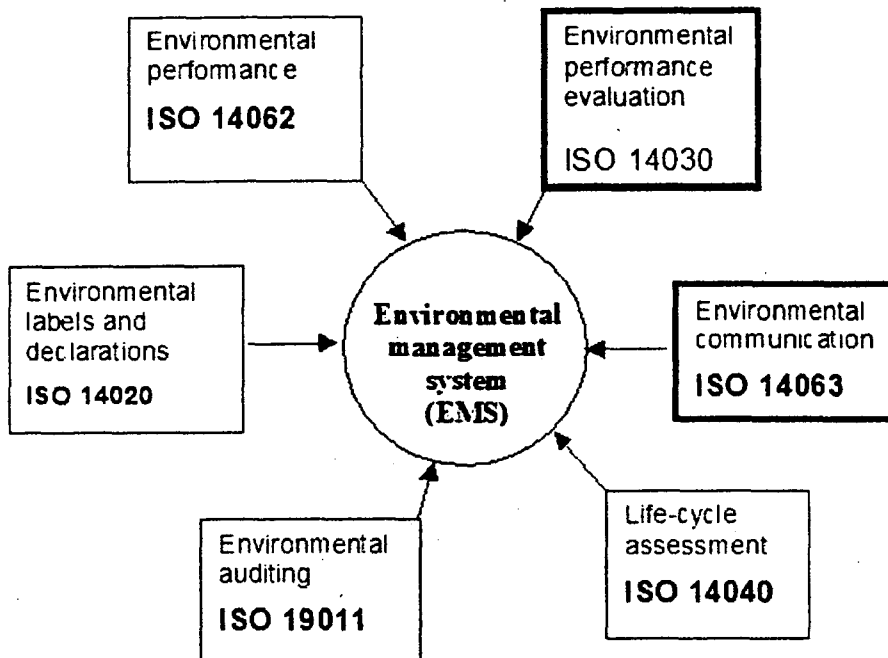 Environmental
performance
ISO 14062
Environmental
performance
evaluation
ISO 14030
Environmental
labels and
declarations
ISO 14020
Environmental
management
system
(EMS)
Environmental
communication
ISO 14063
Environmental
auditing
ISO 19011
Life-cycle
assessment
ISO 14040